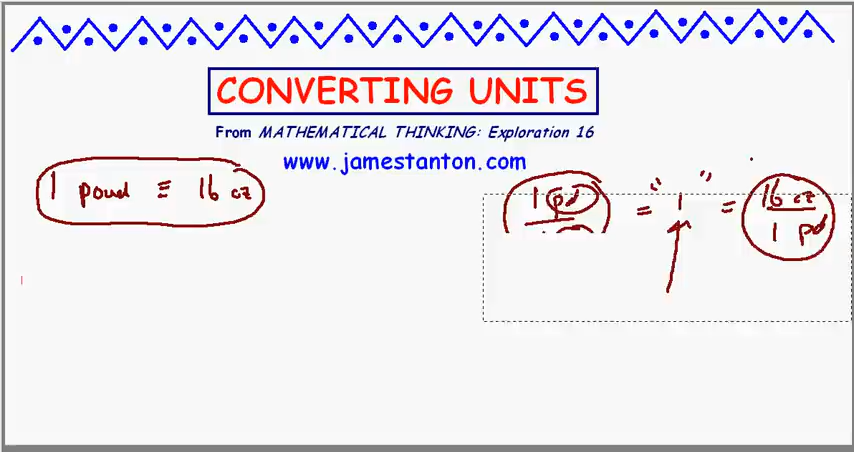 CONVERTING UNITS
From MATHEMATICAL THINKING: Exploration 16
www.jamestanton.com
1 pound ≡ 16 oz
1 pd = "1" = 16 oz
1 pd